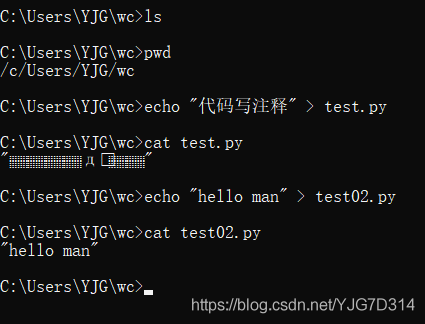 C:\Users\YJG\wc>ls
C:\Users\YJG\wc>pwd
/c/Users/YJG/wc
C:\Users\YJG\wc>echo "代码写注释" > test.py
C:\Users\YJG\wc>cat test.py
C:\Users\YJG\wc>echo "hello man" > test02.py
C:\Users\YJG\wc>cat test02.py
"hello man"
C:\Users\YJG\wc>
https://blog.csdn.net/YJG7D314